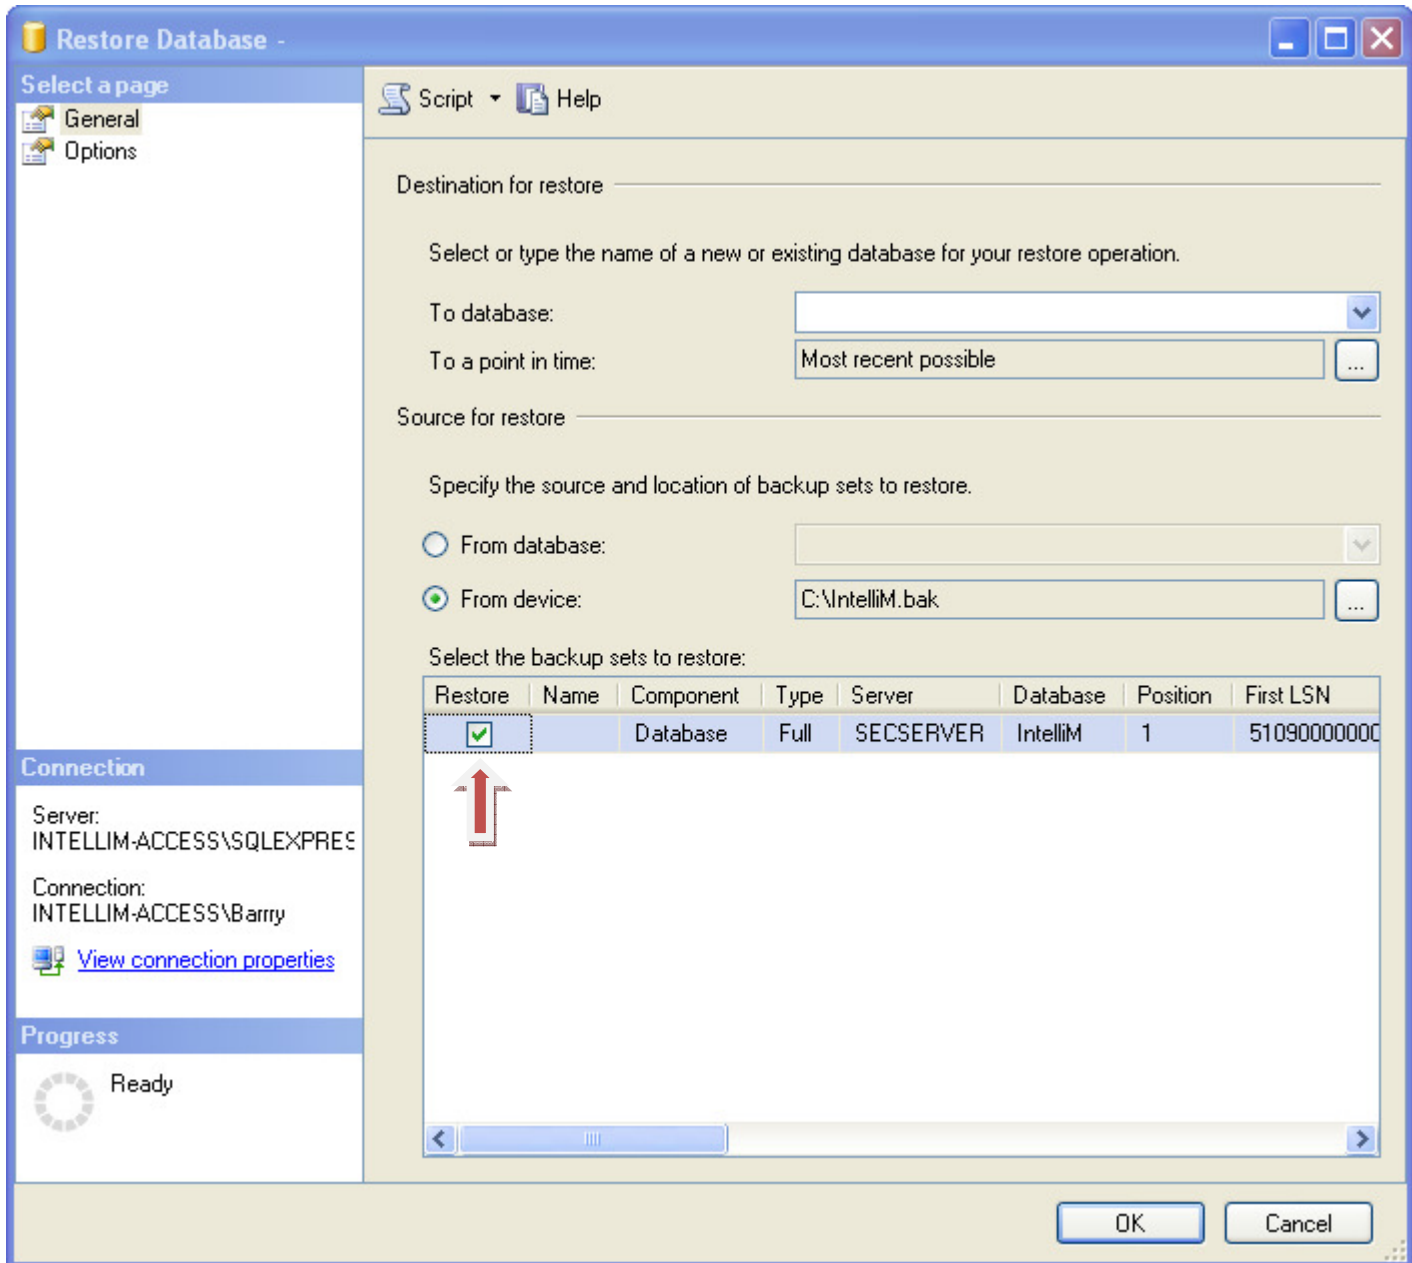 Restore Database -
Select a page
General
Options
Script
Help
Destination for restore
Select or type the name of a new or existing database for your restore operation.
To database:
To a point in time:
Most recent possible
...
Source for restore
Specify the source and location of backup sets to restore.
From database:
From device:
C:\IntelliM.bak
...
Select the backup sets to restore:
Restore Name Component Type Server Database Position First LSN
Database Full SECSERVER IntelliM 1 51090000000
Connection
Server:
INTELLIM-ACCESS\SQLEXPRES
Connection:
INTELLIM-ACCESS\Barrry
View connection properties
Progress
Ready
OK
Cancel